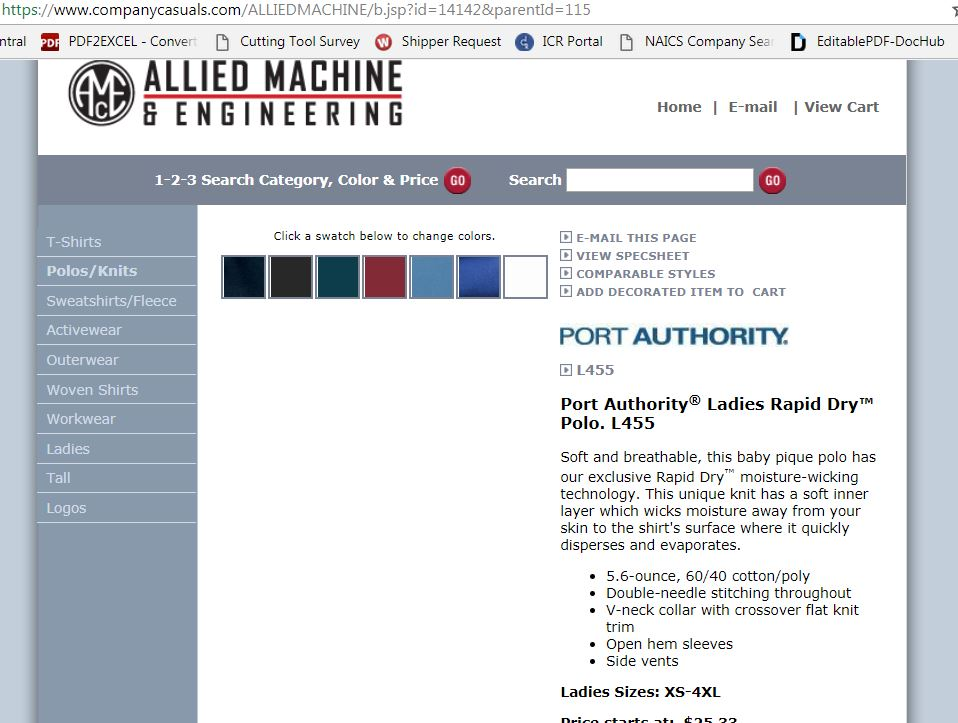 https://www.companycasuals.com/ALLIEDMACHINE/b.jsp?id=14142&parentId=115
ntral PDF PDF2EXCEL - Convert Cutting Tool Survey W Shipper Request ICR Portal NAICS Company Sear D EditablePDF-DocHub
AMEC
ALLIED MACHINE
& ENGINEERING
Home | E-mail | View Cart
1-2-3 Search Category, Color & Price GO Search GO
T-Shirts
Polos/Knits
Sweatshirts/Fleece
Activewear
Outerwear
Woven Shirts
Workwear
Ladies
Tall
Logos
Click a swatch below to change colors.
E-MAIL THIS PAGE
VIEW SPECSHEET
COMPARABLE STYLES
ADD DECORATED ITEM TO CART
PORT AUTHORITY®
L455
Port Authority® Ladies Rapid Dry™
Polo. L455
Soft and breathable, this baby pique polo has
our exclusive Rapid Dry™ moisture-wicking
technology. This unique knit has a soft inner
layer which wicks moisture away from your
skin to the shirt's surface where it quickly
disperses and evaporates.
• 5.6-ounce, 60/40 cotton/poly
• Double-needle stitching throughout
• V-neck collar with crossover flat knit
trim
• Open hem sleeves
• Side vents
Ladies Sizes: XS-4XL
Price starts at: $25.33